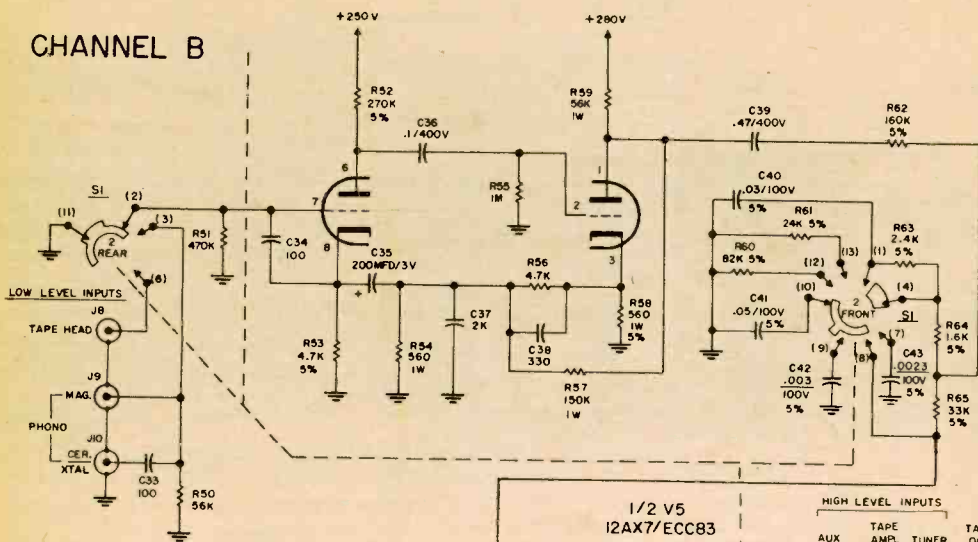 CHANNEL B
+250V
+280V
R52
270K
5%
R59
56K
1W
C36
.1/400V
C39
.47/400V
R62
160K
5%
6
7
8
1
2
3
R55
1M
S1
(2)
(3)
(11)
2
REAR
(6)
R51
470K
C34
100
C35
200MFD/3V
+
R56
4.7K
C40
.03/100V
5%
R61
24K 5%
R60
82K 5%
(13)
(12)
(1)
R63
2.4K
5%
(10)
(4)
2
FRONT
S1
C41
.05/100V
5%
(9)
(8)
(7)
R64
1.6K
5%
LOW LEVEL INPUTS
J8
TAPE HEAD
R53
4.7K
5%
R54
560
1W
C37
2K
C38
330
R58
560
1W
5%
R57
150K
1W
C42
.003
100V
5%
C43
.0023
100V
5%
R65
33K
5%
J9
MAG.
PHONO
J10
CER.
XTAL
C33
100
R50
56K
1/2 V5
12AX7/ECC83
HIGH LEVEL INPUTS
AUX
TAPE
AMPL
TUNER